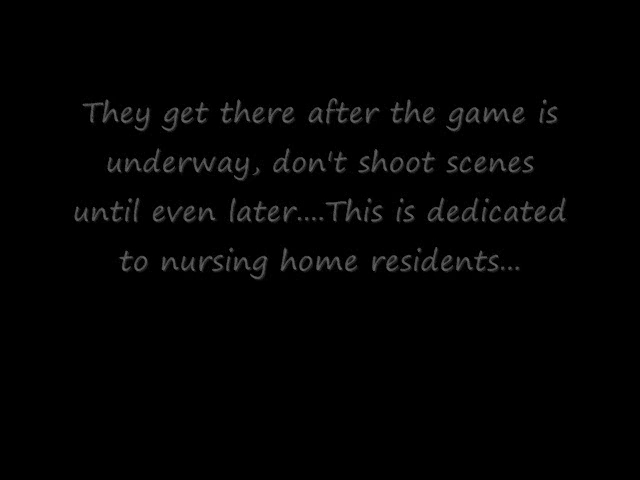 They get there after the game is
underway, don't shoot scenes
until even later....This is dedicated
to nursing home residents...